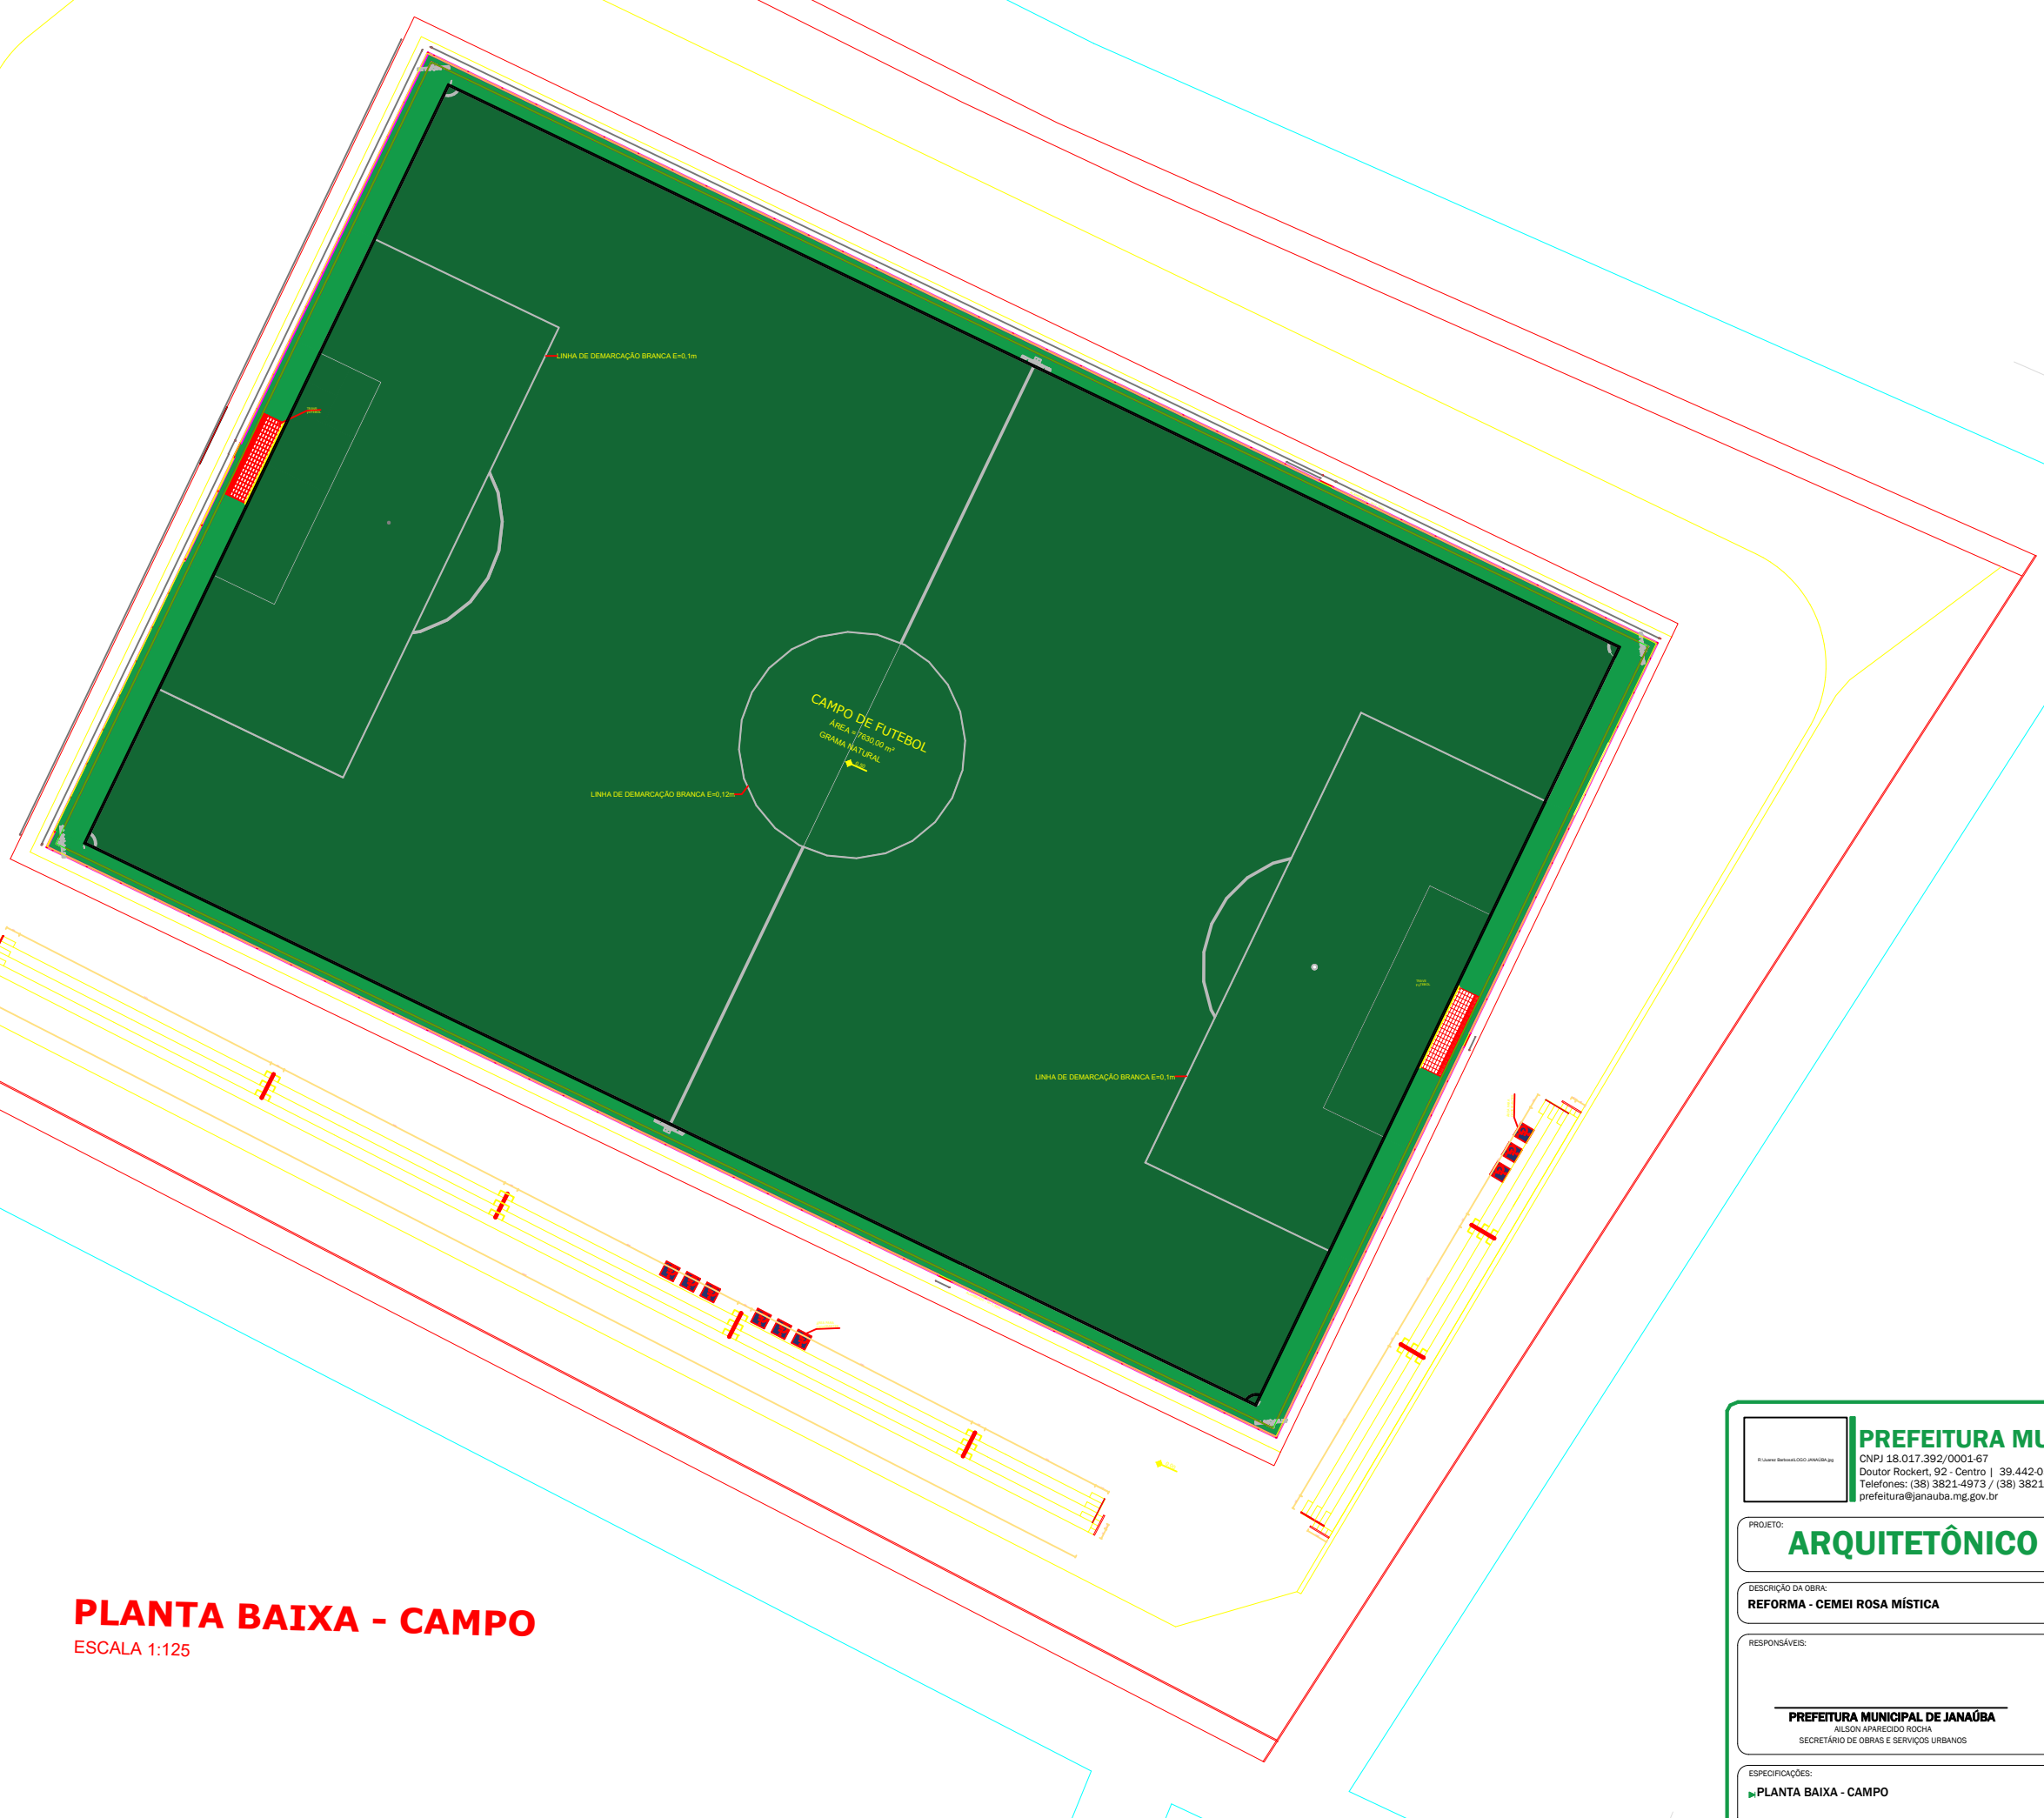 LINHA DE DEMARCAÇÃO BRANCA E=0,1m
CAMPO DE FUTEBOL
ÁREA = 7630,00 m²
GRAMA NATURAL
LINHA DE DEMARCAÇÃO BRANCA E=0,12m
LINHA DE DEMARCAÇÃO BRANCA E=0,1m
PLANTA BAIXA - CAMPO
ESCALA 1:125
PREFEITURA MU
CNPJ 18.017.392/0001-67
Doutor Rockert, 92 - Centro | 39.442-0
Telefones: (38) 3821-4973 / (38) 3821
prefeitura@janauba.mg.gov.br
PROJETO:
ARQUITETÔNICO
DESCRIÇÃO DA OBRA:
REFORMA - CEMEI ROSA MÍSTICA
RESPONSÁVEIS:
PREFEITURA MUNICIPAL DE JANAÚBA
AILSON APARECIDO ROCHA
SECRETÁRIO DE OBRAS E SERVIÇOS URBANOS
ESPECIFICAÇÕES:
PLANTA BAIXA - CAMPO